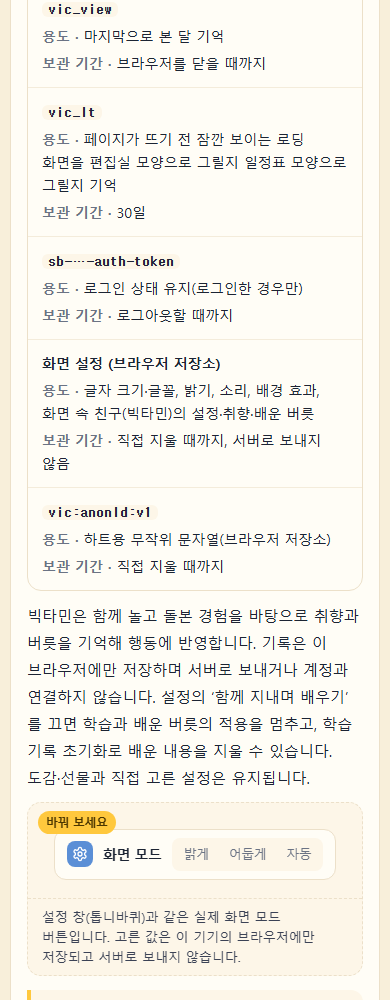 vic_view
용도 · 마지막으로 본 달 기억
보관 기간 · 브라우저를 닫을 때까지
vic_lt
용도 · 페이지가 뜨기 전 잠깐 보이는 로딩
화면을 편집실 모양으로 그릴지 일정표 모양으로
그릴지 기억
보관 기간 · 30일
sb-…-auth-token
용도 · 로그인 상태 유지(로그인한 경우만)
보관 기간 · 로그아웃할 때까지
화면 설정 (브라우저 저장소)
용도 · 글자 크기·글꼴, 밝기, 소리, 배경 효과,
화면 속 친구(빅타민)의 설정·취향·배운 버릇
보관 기간 · 직접 지울 때까지, 서버로 보내지
않음
vic:anonId:v1
용도 · 하트용 무작위 문자열(브라우저 저장소)
보관 기간 · 직접 지울 때까지
빅타민은 함께 놀고 돌본 경험을 바탕으로 취향과
버릇을 기억해 행동에 반영합니다. 기록은 이
브라우저에만 저장하며 서버로 보내거나 계정과
연결하지 않습니다. 설정의 ‘함께 지내며 배우기’
를 끄면 학습과 배운 버릇의 적용을 멈추고, 학습
기록 초기화로 배운 내용을 지울 수 있습니다.
도감·선물과 직접 고른 설정은 유지됩니다.
바꿔 보세요
화면 모드 밝게 어둡게 자동
설정 창(톱니바퀴)과 같은 실제 화면 모드
버튼입니다. 고른 값은 이 기기의 브라우저에만
저장되고 서버로 보내지 않습니다.